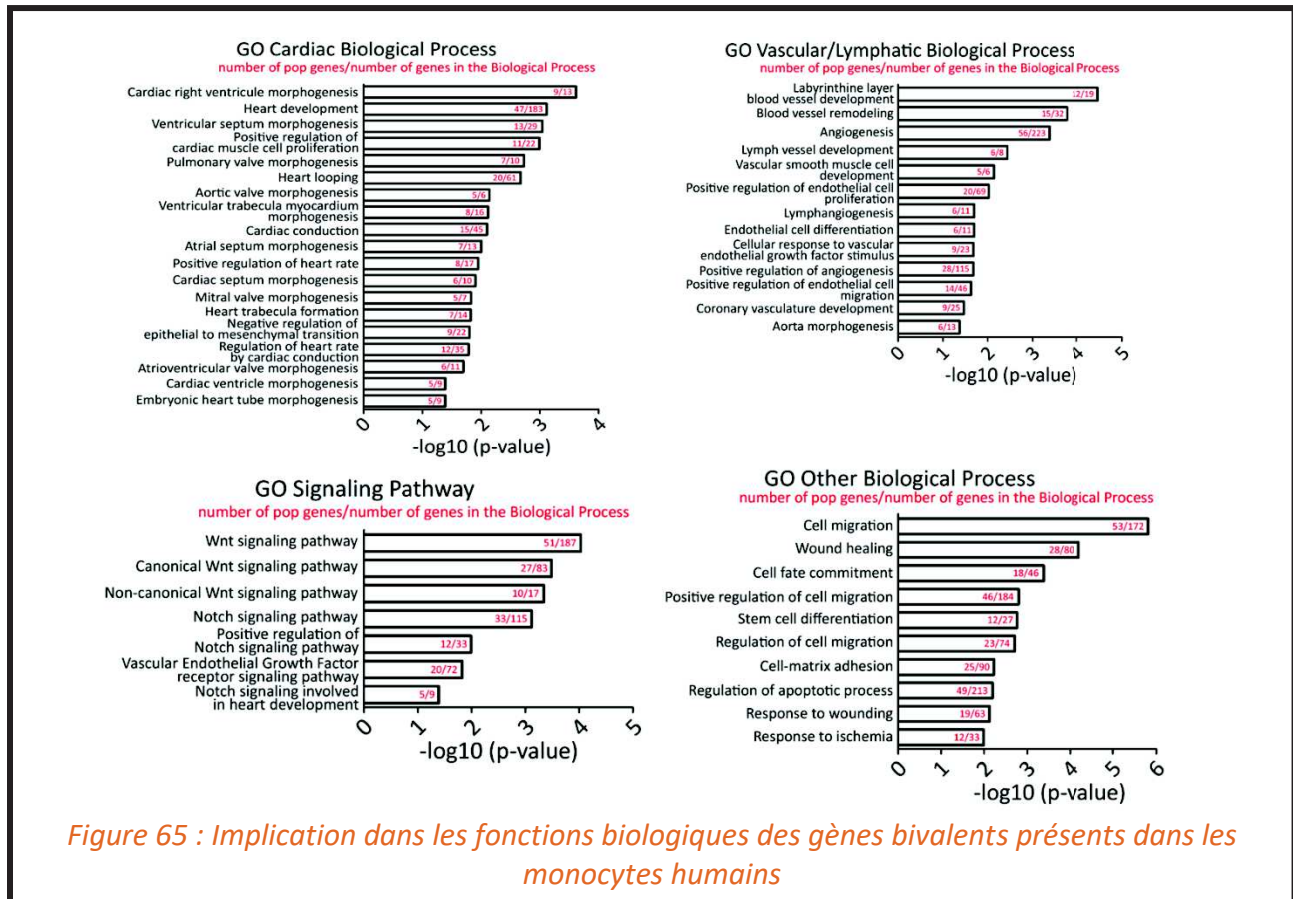 GO Cardiac Biological Process
number of pop genes/number of genes in the Biological Process
Cardiac right ventricule morphogenesis 9/13
Heart development 47/183
Ventricular septum morphogenesis 13/29
Positive regulation of
cardiac muscle cell proliferation 11/22
Pulmonary valve morphogenesis 7/10
Heart looping 20/61
Aortic valve morphogenesis 5/6
Ventricular trabecula myocardium
morphogenesis 8/16
Cardiac conduction 15/45
Atrial septum morphogenesis 7/13
Positive regulation of heart rate 8/17
Cardiac septum morphogenesis 6/10
Mitral valve morphogenesis 5/7
Heart trabecula formation 7/14
Negative regulation of
epithelial to mesenchymal transition 9/22
Regulation of heart rate
by cardiac conduction 12/35
Atrioventricular valve morphogenesis 6/11
Cardiac ventricle morphogenesis 5/9
Embryonic heart tube morphogenesis 5/9
0 1 2 3 4
-log10 (p-value)
GO Vascular/Lymphatic Biological Process
number of pop genes/number of genes in the Biological Process
Labyrinthine layer
blood vessel development 12/19
Blood vessel remodeling 15/32
Angiogenesis 56/223
Lymph vessel development 6/8
Vascular smooth muscle cell
development 5/6
Positive regulation of endothelial cell
proliferation 20/69
Lymphangiogenesis 6/11
Endothelial cell differentiation 6/11
Cellular response to vascular
endothelial growth factor stimulus 9/23
Positive regulation of angiogenesis 28/115
Positive regulation of endothelial cell
migration 14/46
Coronary vasculature development 9/25
Aorta morphogenesis 6/13
0 1 2 3 4 5
-log10 (p-value)
GO Signaling Pathway
number of pop genes/number of genes in the Biological Process
Wnt signaling pathway 51/187
Canonical Wnt signaling pathway 27/83
Non-canonical Wnt signaling pathway 10/17
Notch signaling pathway 33/115
Positive regulation of
Notch signaling pathway 12/33
Vascular Endothelial Growth Factor
receptor signaling pathway 20/72
Notch signaling involved
in heart development 5/9
0 1 2 3 4 5
-log10 (p-value)
GO Other Biological Process
number of pop genes/number of genes in the Biological Process
Cell migration 53/172
Wound healing 28/80
Cell fate commitment 18/46
Positive regulation of cell migration 46/184
Stem cell differentiation 12/27
Regulation of cell migration 23/74
Cell-matrix adhesion 25/90
Regulation of apoptotic process 49/213
Response to wounding 19/63
Response to ischemia 12/33
0 1 2 3 4 5 6
-log10 (p-value)
Figure 65 : Implication dans les fonctions biologiques des gènes bivalents présents dans les
monocytes humains